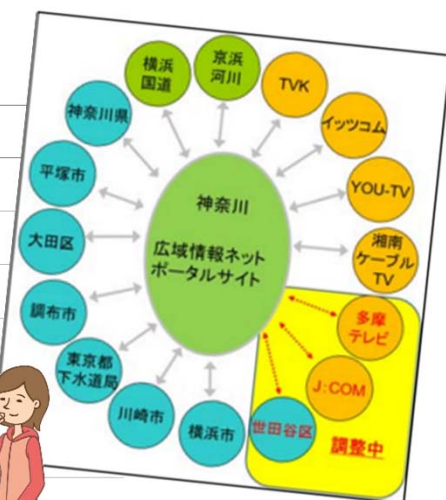 横浜
国道
京浜
河川
TVK
イッツコム
YOU-TV
湘南
ケーブル
TV
多摩
テレビ
J:COM
世田谷区
調整中
横浜市
川崎市
東京都
下水道局
調布市
大田区
平塚市
神奈川県
神奈川
広域情報ネット
ポータルサイト